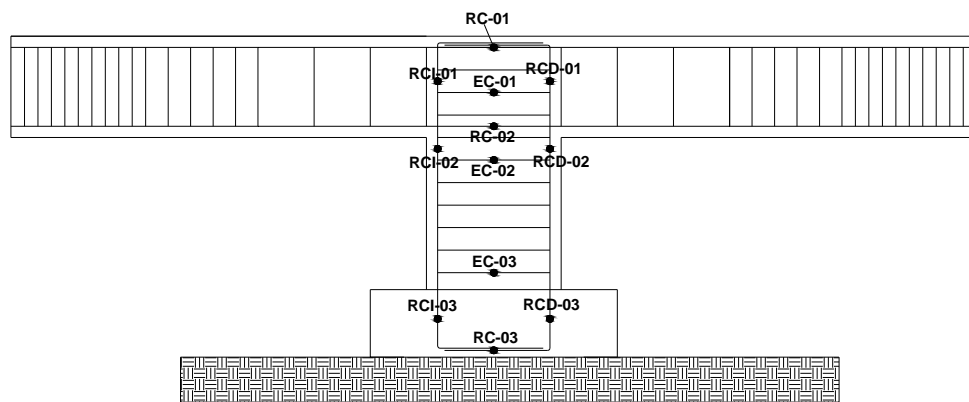 RC-01
RCI-01
RCD-01
EC-01
RC-02
RCI-02
RCD-02
EC-02
EC-03
RCI-03
RCD-03
RC-03